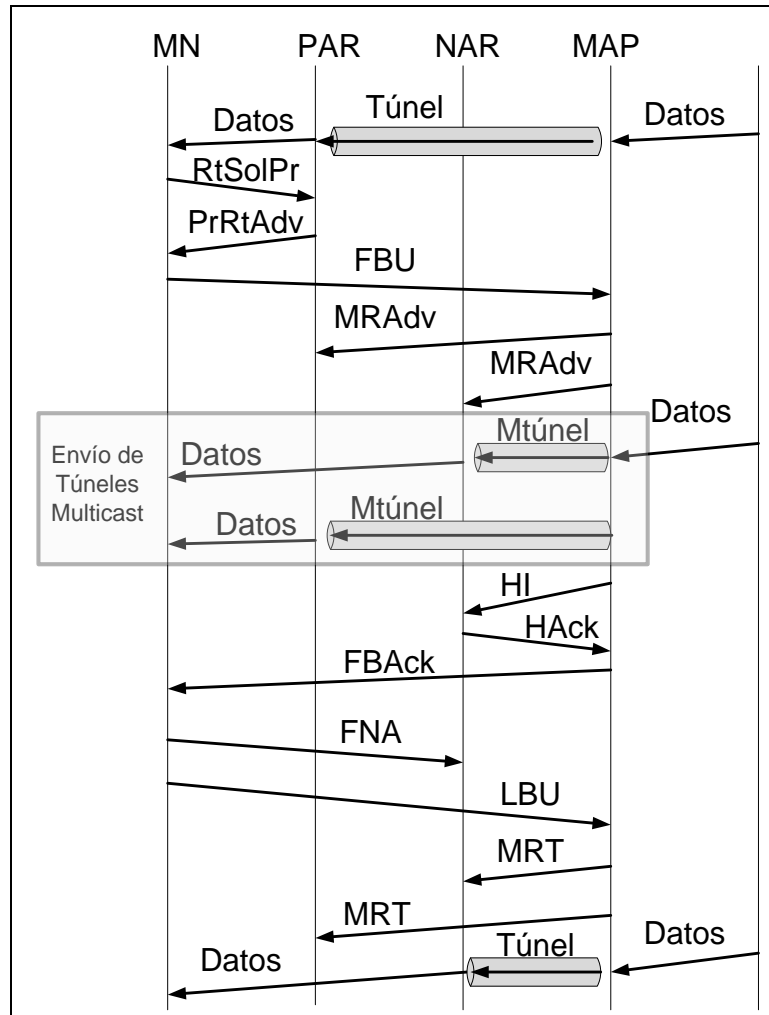 MN PAR NAR MAP
Datos Túnel Datos
RtSolPr
PrRtAdv
FBU
MRAdv
MRAdv
Datos
Envío de
Túneles
Multicast
Datos Mtúnel
Datos Mtúnel
HI
HAck
FBAck
FNA
LBU
MRT
MRT
Datos Túnel Datos